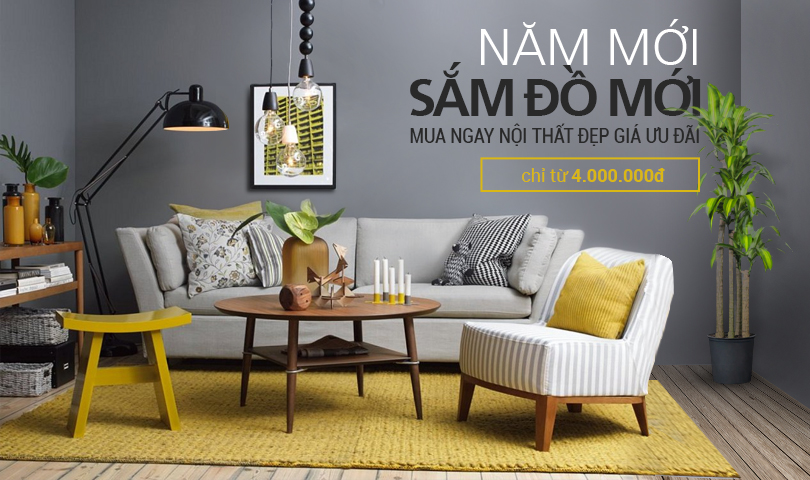 NĂM MỚI
SẮM ĐỒ MỚI
MUA NGAY NỘI THẤT ĐẸP GIÁ ƯU ĐÃI
chỉ từ 4.000.000đ